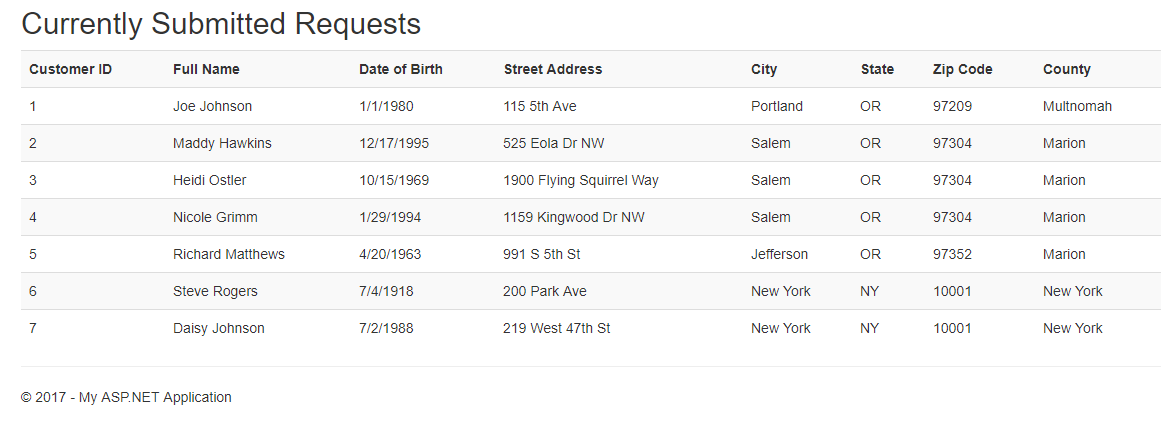 Currently Submitted Requests
Customer ID Full Name Date of Birth Street Address City State Zip Code County
1 Joe Johnson 1/1/1980 115 5th Ave Portland OR 97209 Multnomah
2 Maddy Hawkins 12/17/1995 525 Eola Dr NW Salem OR 97304 Marion
3 Heidi Ostler 10/15/1969 1900 Flying Squirrel Way Salem OR 97304 Marion
4 Nicole Grimm 1/29/1994 1159 Kingwood Dr NW Salem OR 97304 Marion
5 Richard Matthews 4/20/1963 991 S 5th St Jefferson OR 97352 Marion
6 Steve Rogers 7/4/1918 200 Park Ave New York NY 10001 New York
7 Daisy Johnson 7/2/1988 219 West 47th St New York NY 10001 New York
© 2017 - My ASP.NET Application